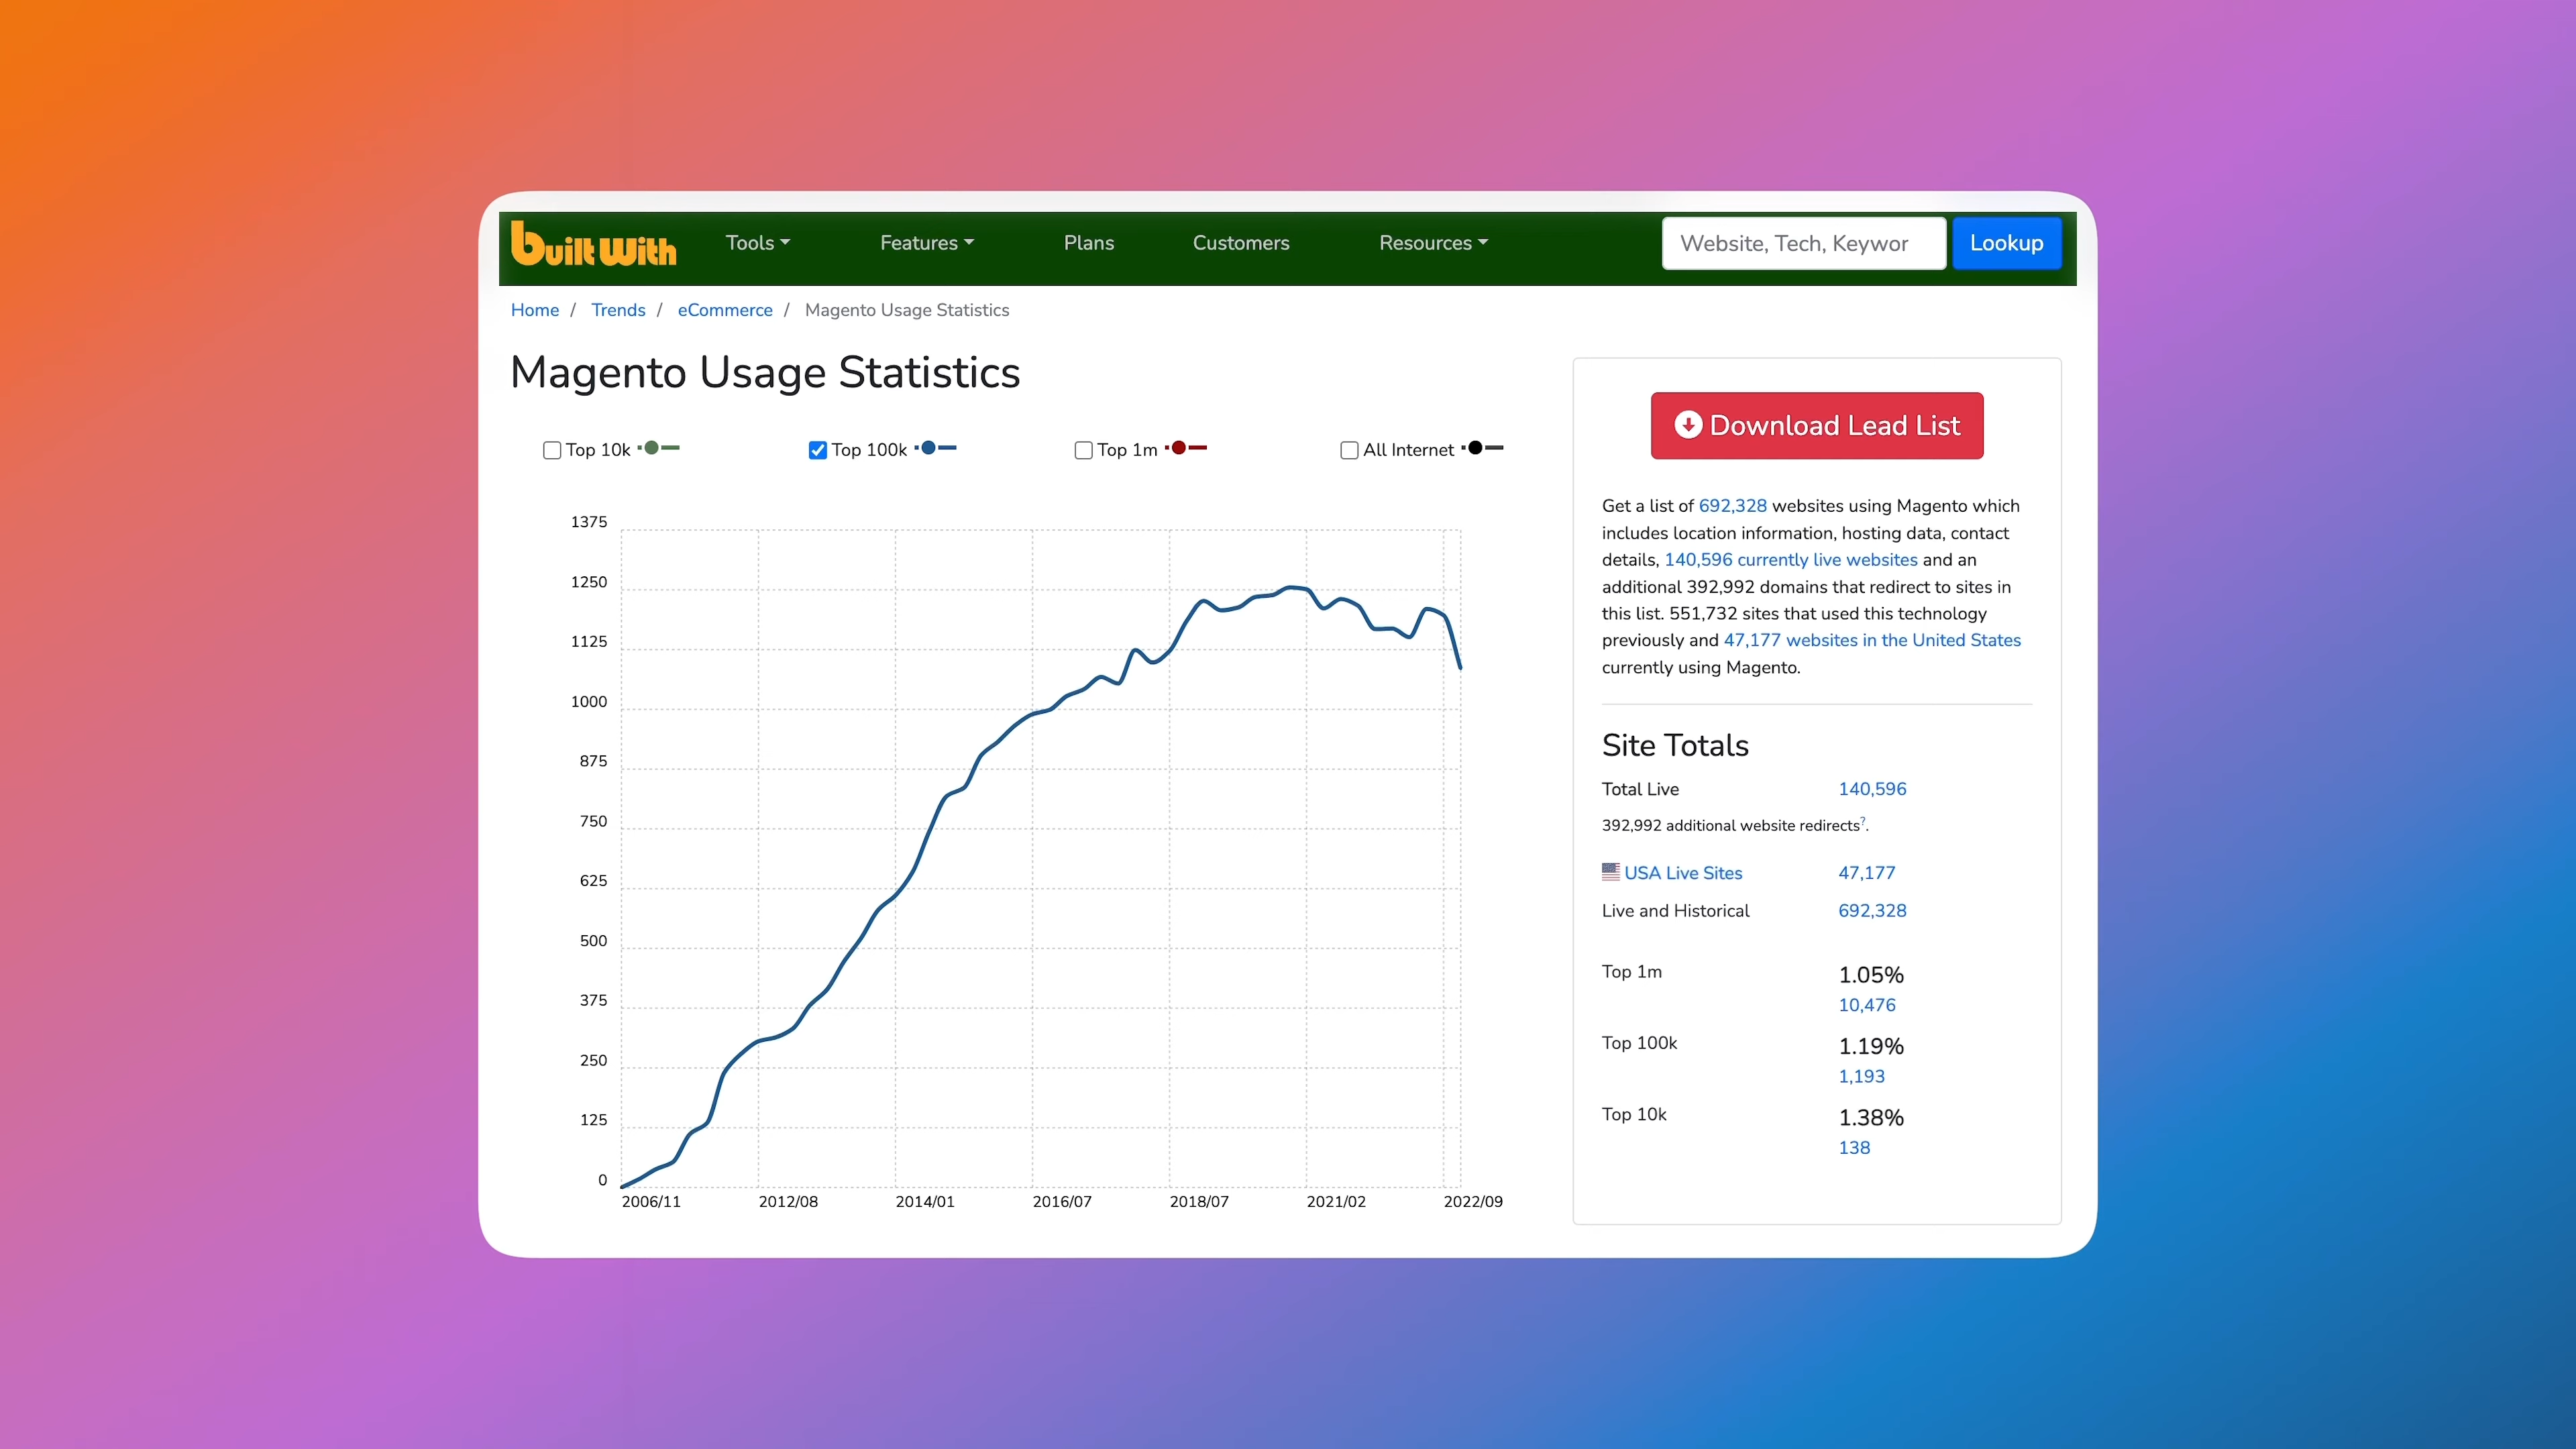 builtwith
Tools
Features
Plans
Customers
Resources
Website, Tech, Keywor
Lookup
Home / Trends / eCommerce / Magento Usage Statistics
Magento Usage Statistics
Top 10k
Top 100k
Top 1m
All Internet
1375
1250
1125
1000
875
750
625
500
375
250
125
0
2006/11
2012/08
2014/01
2016/07
2018/07
2021/02
2022/09
Download Lead List
Get a list of 692,328 websites using Magento which
includes location information, hosting data, contact
details, 140,596 currently live websites and an
additional 392,992 domains that redirect to sites in
this list. 551,732 sites that used this technology
previously and 47,177 websites in the United States
currently using Magento.
Site Totals
Total Live 140,596
392,992 additional website redirects?.
USA Live Sites 47,177
Live and Historical 692,328
Top 1m 1.05%
10,476
Top 100k 1.19%
1,193
Top 10k 1.38%
138